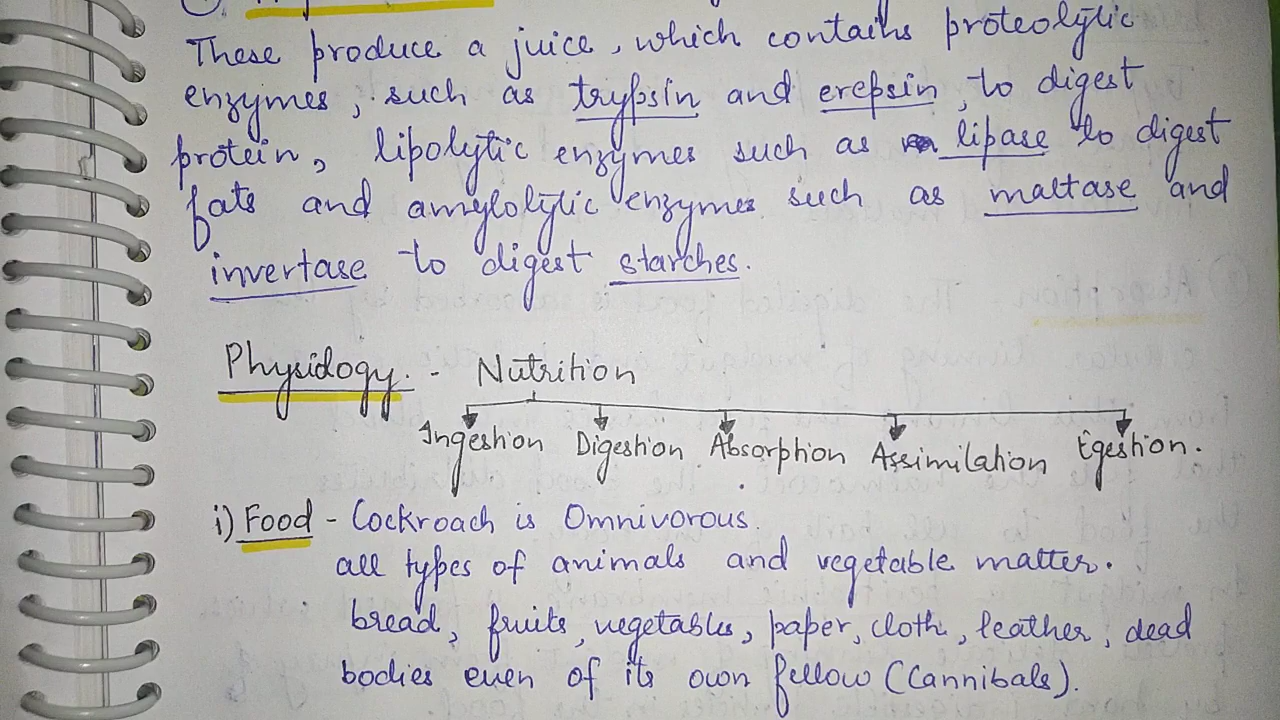 These produce a juice, which contains proteolytic
enzymes, such as trypsin and erepsin, to digest
protein, lipolytic enzymes such as lipase to digest
fats and amylolytic enzymes such as maltase and
invertase to digest starches.
Physiology. - Nutrition
Ingestion Digestion Absorption Assimilation Egestion.
i) Food - Cockroach is Omnivorous.
all types of animals and vegetable matter.
bread, fruits, vegetables, paper, cloth, leather, dead
bodies even of its own fellow (Cannibals).